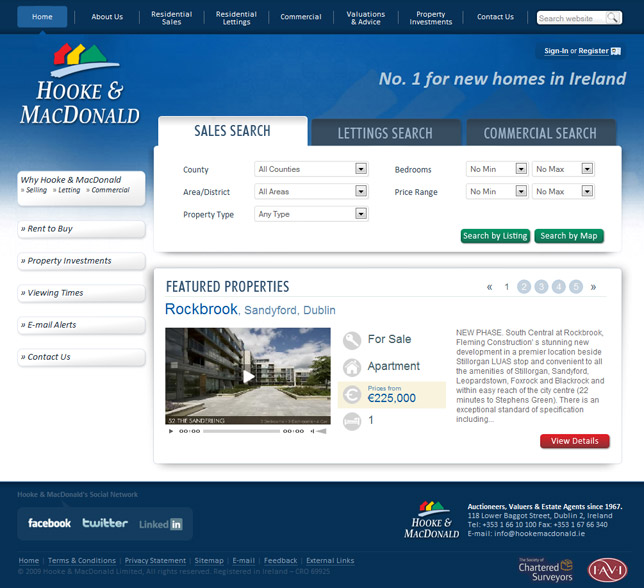 Home
About Us
Residential Sales
Residential Lettings
Commercial
Valuations & Advice
Property Investments
Contact Us
Search website
Sign-In or Register
HOOKE & MACDONALD
No. 1 for new homes in Ireland
SALES SEARCH
LETTINGS SEARCH
COMMERCIAL SEARCH
County All Counties
Bedrooms No Min No Max
Area/District All Areas
Price Range No Min No Max
Property Type Any Type
Search by Listing Search by Map
Why Hooke & MacDonald
» Selling » Letting » Commercial
» Rent to Buy
» Property Investments
» Viewing Times
» E-mail Alerts
» Contact Us
FEATURED PROPERTIES
« 1 2 3 4 5 »
Rockbrook, Sandyford, Dublin
52 THE SANDERLING
00:00 00:00
For Sale
Apartment
Prices from
€225,000
1
NEW PHASE. South Central at Rockbrook,
Fleming Construction' s stunning new
development in a premier location beside
Stillorgan LUAS stop and convenient to all
the amenities of Stillorgan, Sandyford,
Leopardstown, Foxrock and Blackrock and
within easy reach of the city centre (22
minutes to Stephens Green). There is an
exceptional standard of specification
including...
View Details
Hooke & MacDonald's Social Network
facebook twitter Linked in
HOOKE & MACDONALD
Auctioneers, Valuers & Estate Agents since 1967.
118 Lower Baggot Street, Dublin 2, Ireland
Tel: +353 1 66 10 100 Fax: +353 1 67 66 340
E-mail: info@hookemacdonald.ie
Home | Terms & Conditions | Privacy Statement | Sitemap | E-mail | Feedback | External Links
© 2009 Hooke & MacDonald Limited, All rights reserved. Registered in Ireland – CRO 69925
The Society of
Chartered
Surveyors
IAVI